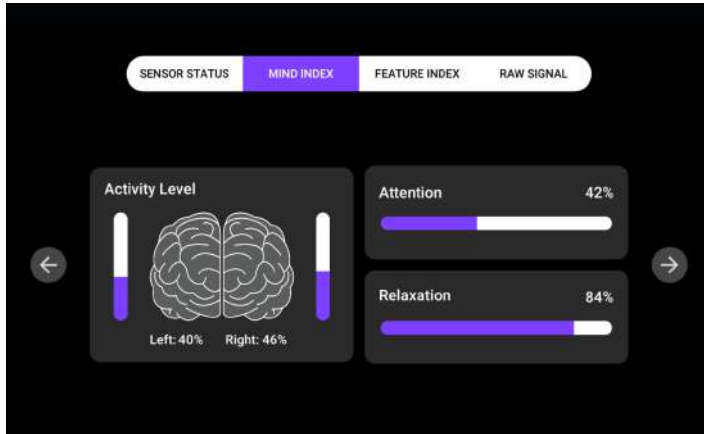 SENSOR STATUS MIND INDEX FEATURE INDEX RAW SIGNAL
Activity Level
Left: 40% Right: 46%
Attention 42%
Relaxation 84%